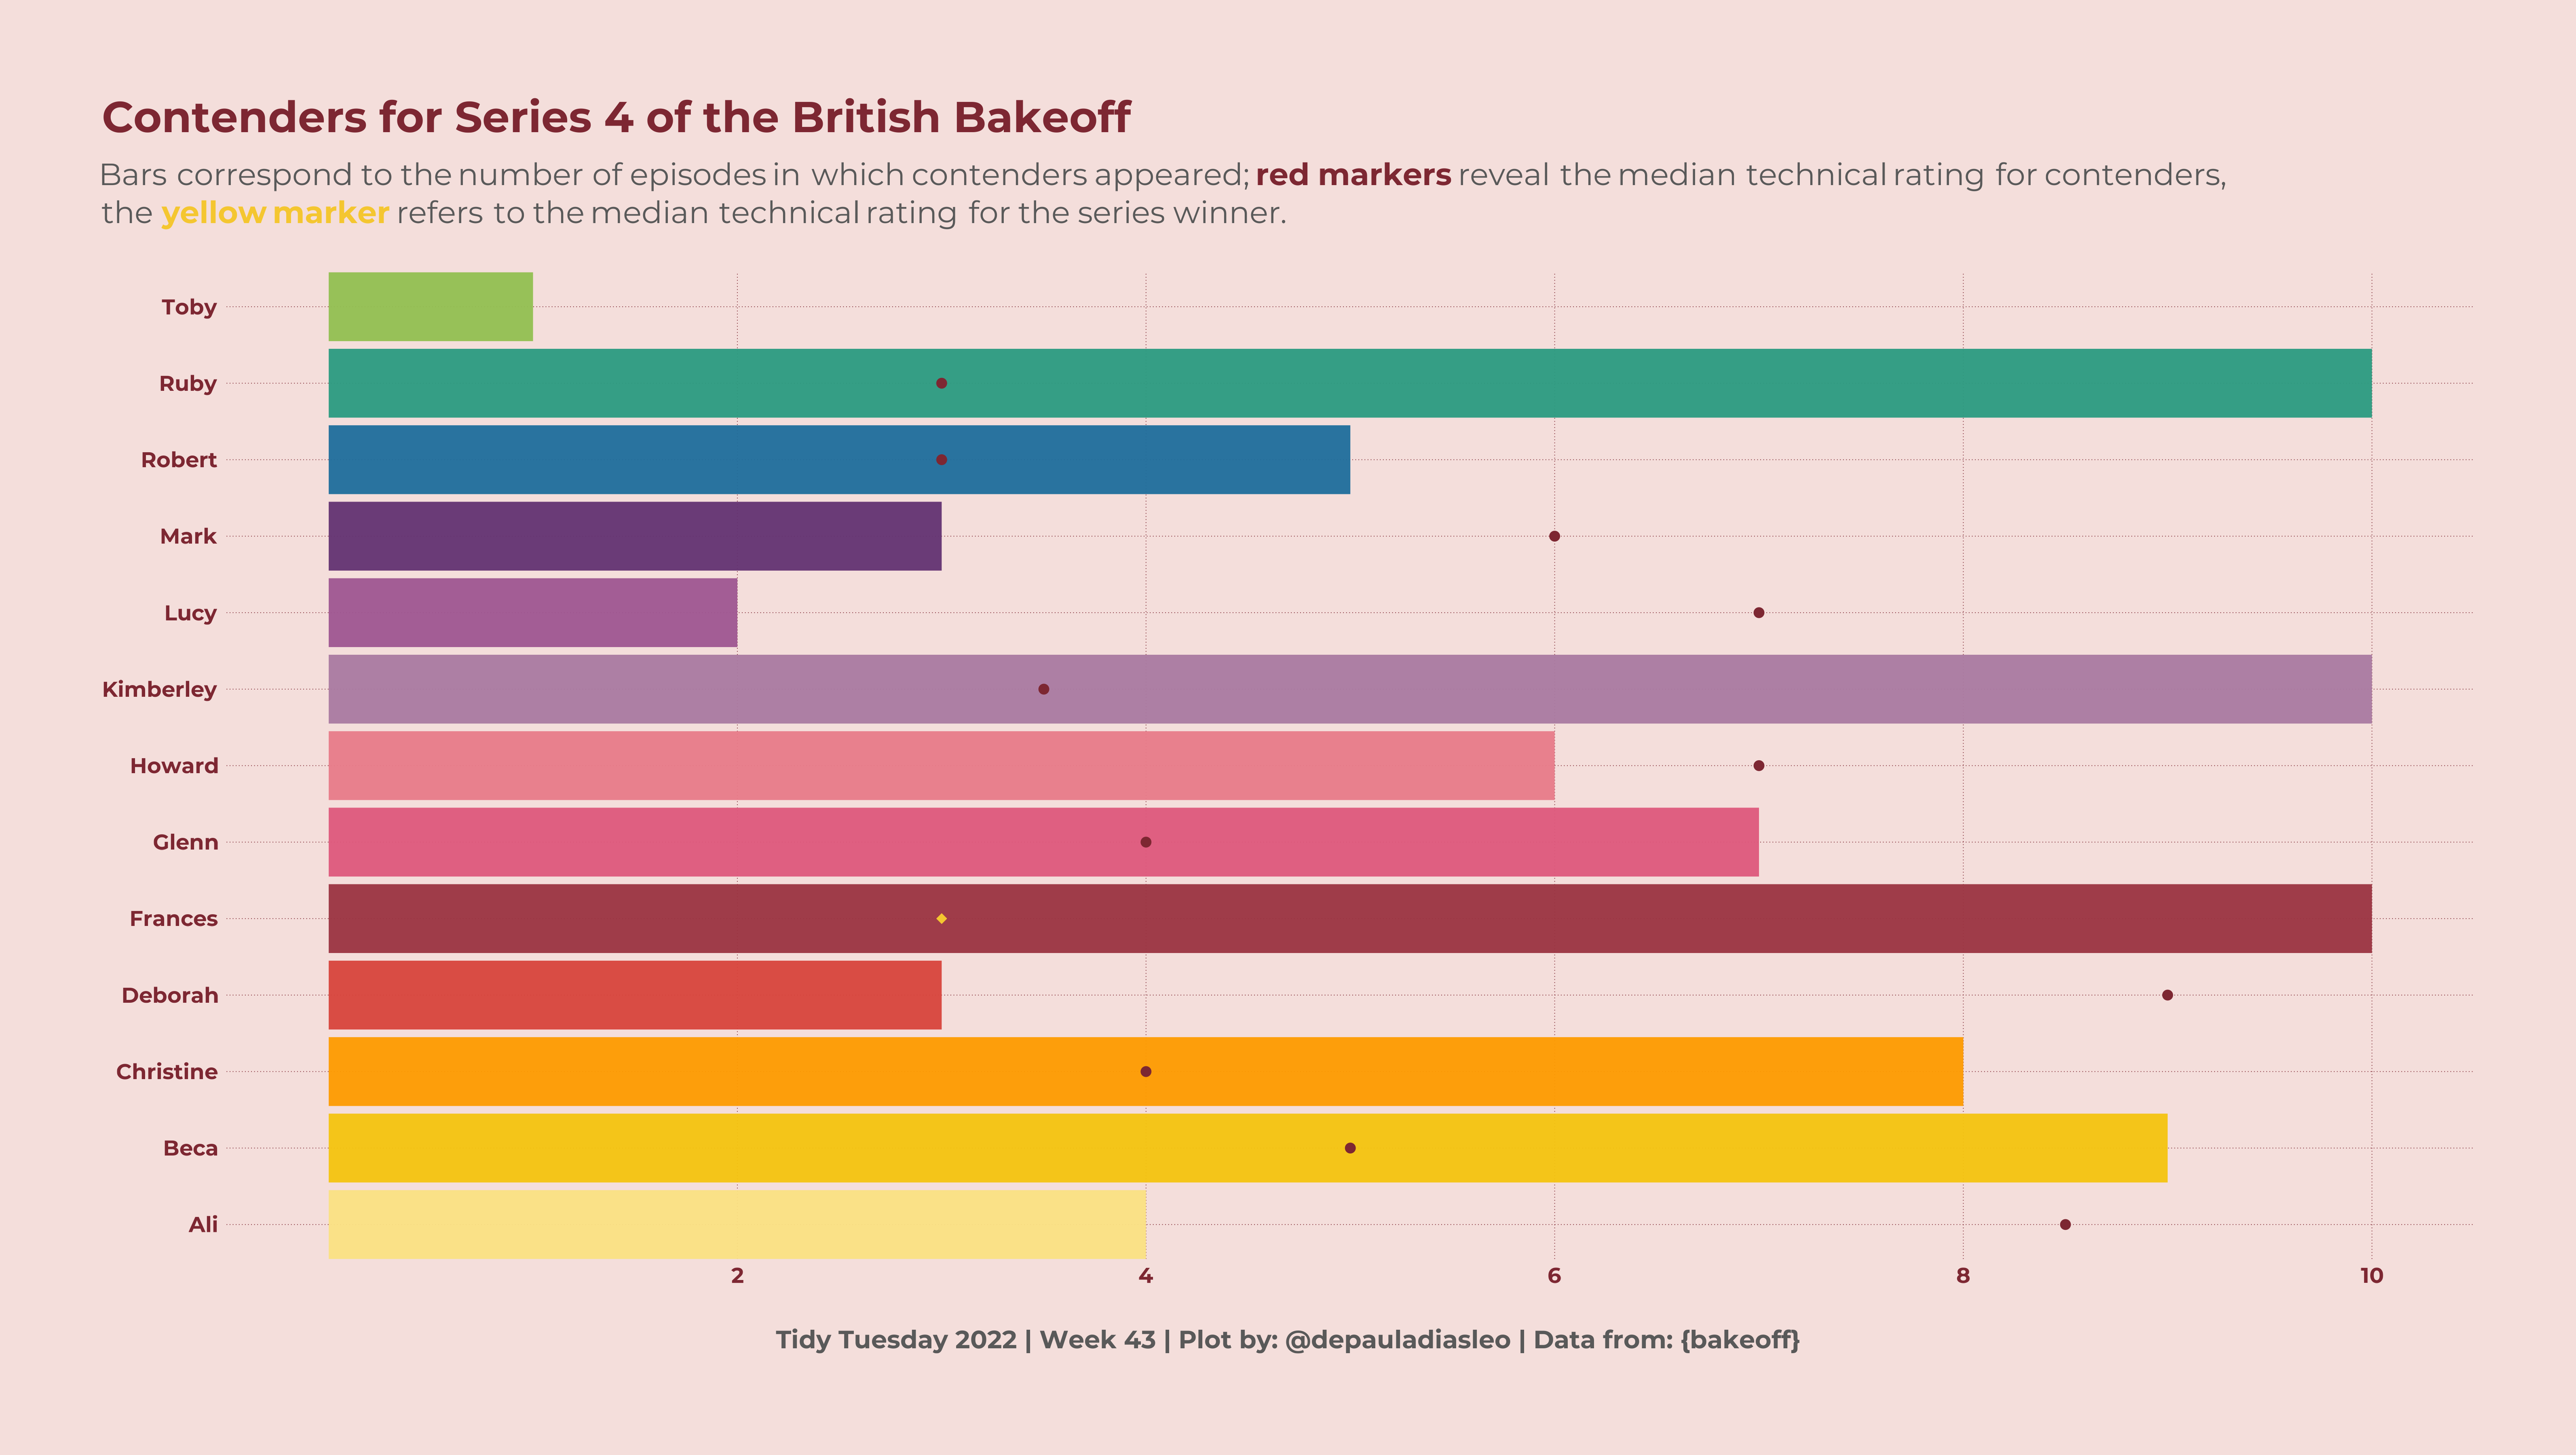 Contenders for Series 4 of the British Bakeoff
Bars correspond to the number of episodes in which contenders appeared; red markers reveal the median technical rating for contenders,
the yellow marker refers to the median technical rating for the series winner.
Toby
Ruby
Robert
Mark
Lucy
Kimberley
Howard
Glenn
Frances
Deborah
Christine
Beca
Ali
2 4 6 8 10
Tidy Tuesday 2022 | Week 43 | Plot by: @depauladiasleo | Data from: {bakeoff}